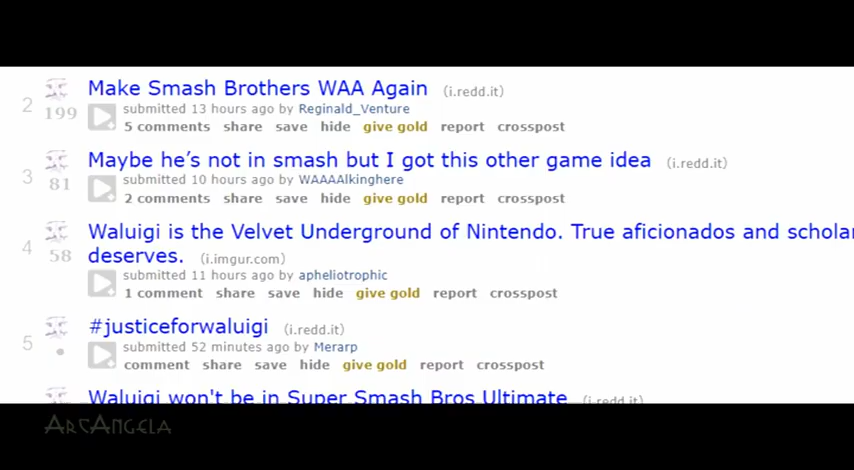 2
199
Make Smash Brothers WAA Again (i.redd.it)
submitted 13 hours ago by Reginald_Venture
5 comments share save hide give gold report crosspost
3
81
Maybe he’s not in smash but I got this other game idea (i.redd.it)
submitted 10 hours ago by WAAAAlkinghere
2 comments share save hide give gold report crosspost
4
58
Waluigi is the Velvet Underground of Nintendo. True aficionados and
deserves. (i.imgur.com)
submitted 11 hours ago by apheliotrophic
1 comment share save hide give gold report crosspost
5
•
#justiceforwaluigi (i.redd.it)
submitted 52 minutes ago by Merarp
comment share save hide give gold report crosspost
Waluigi won't be in Super Smash Bros Ultimate (i.redd.it)
ARCANGELA